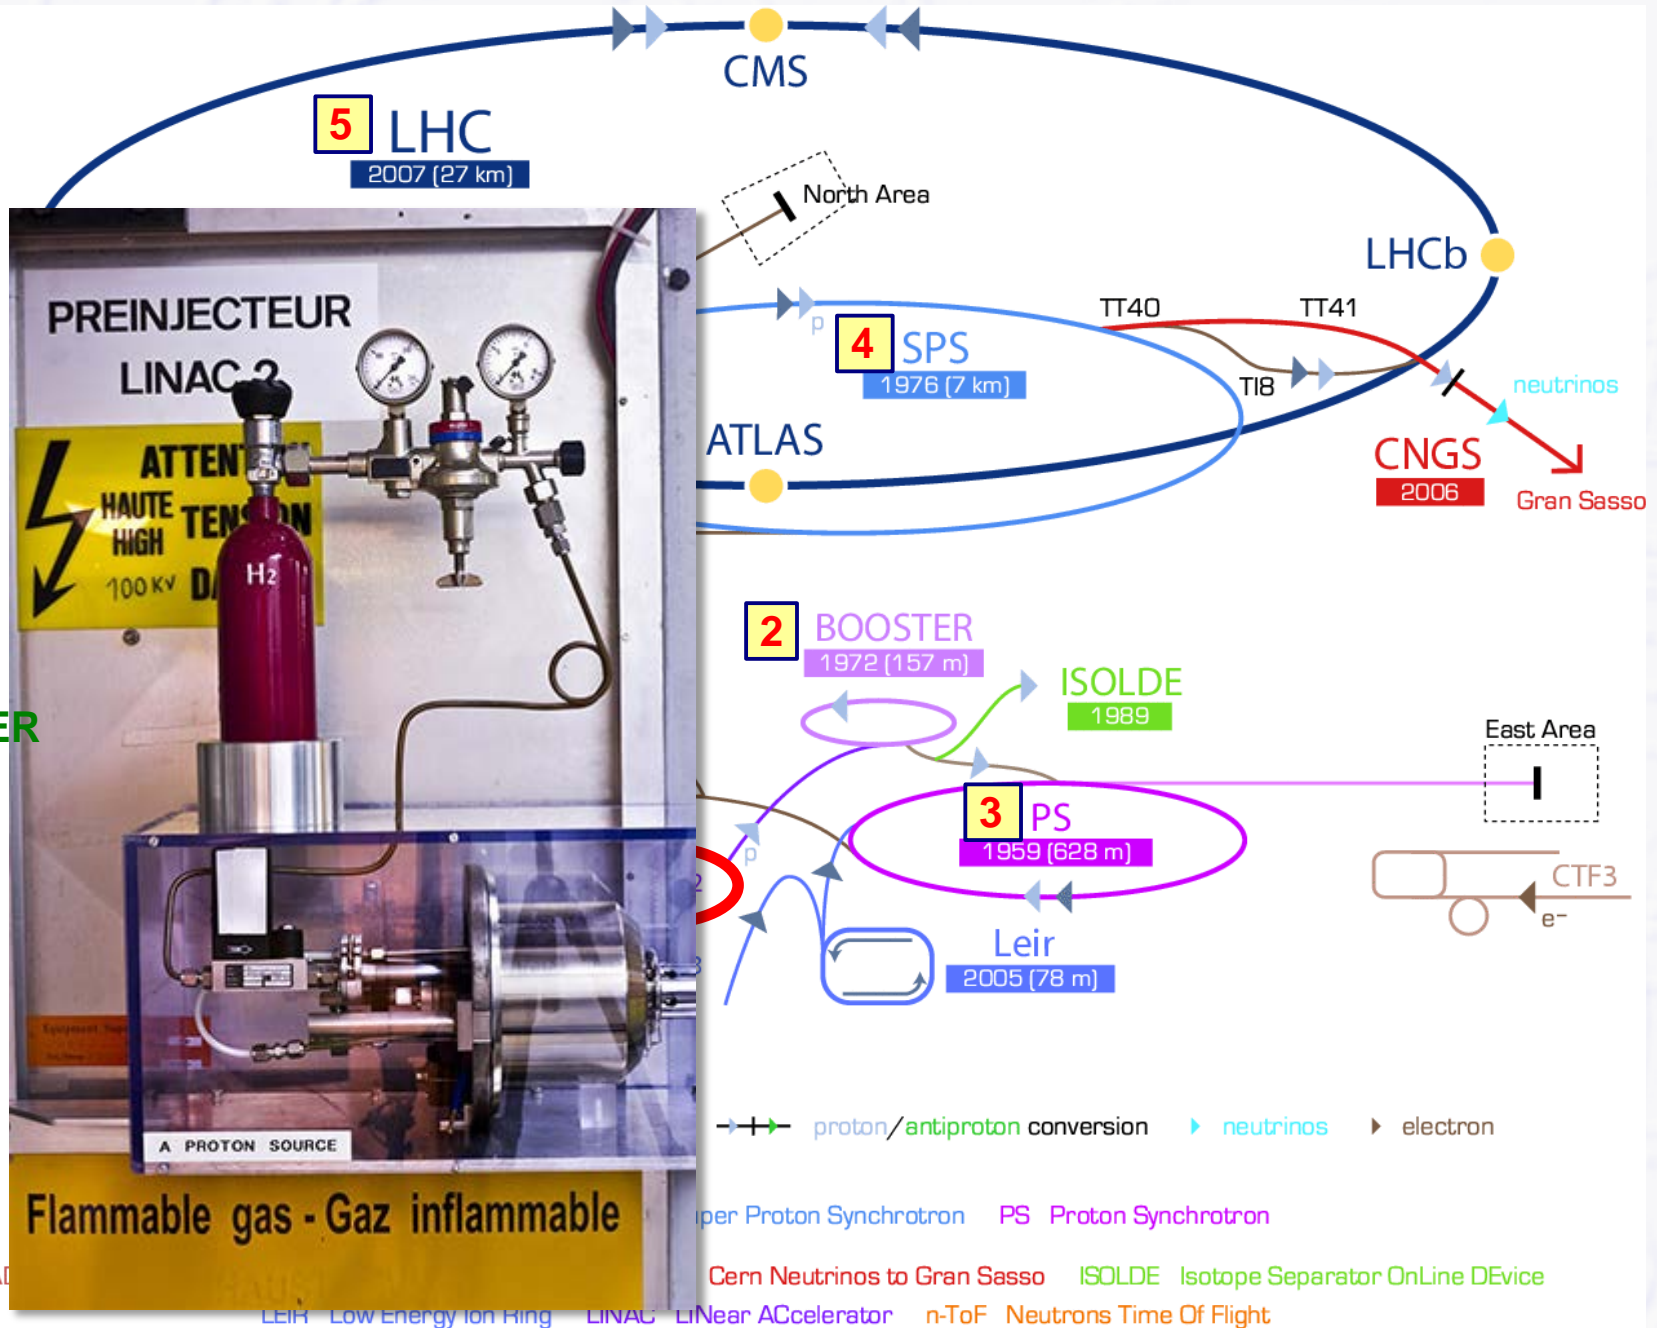 CMS
5 LHC
2007 (27 km)
North Area
LHCb
TT40
TT41
p
4 SPS
1976 (7 km)
TI8
neutrinos
ATLAS
CNGS
2006
Gran Sasso
PREINJECTEUR
LINAC 2
HAUTE
HIGH
100 KV
H2
2 BOOSTER
1972 (157 m)
ISOLDE
1989
ER
East Area
3 PS
1959 (628 m)
p
2
CTF3
e-
Leir
2005 (78 m)
3
A PROTON SOURCE
Flammable gas - Gaz inflammable
proton/antiproton conversion
neutrinos
electron
per Proton Synchrotron
PS Proton Synchrotron
Cern Neutrinos to Gran Sasso
ISOLDE Isotope Separator OnLine DEvice
LEIR Low Energy Ion Ring
LINAC LINear ACcelerator
n-ToF Neutrons Time Of Flight